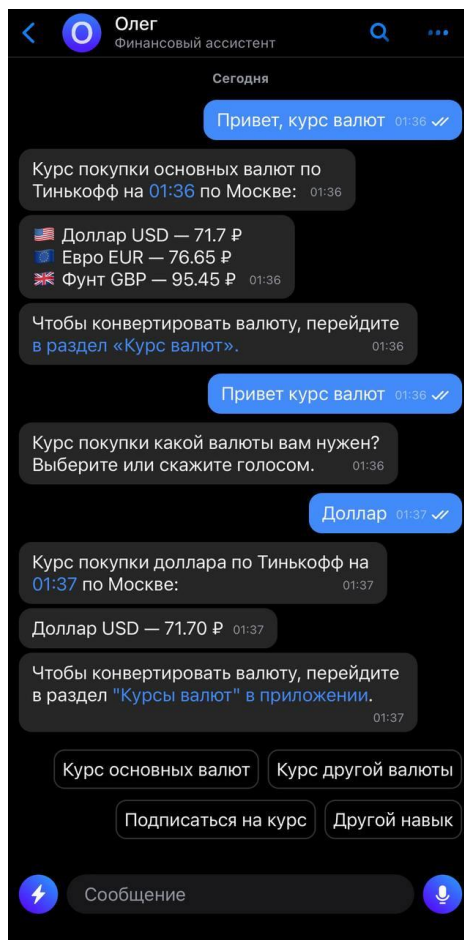 Олег
Финансовый ассистент
Сегодня
Привет, курс валют 01:36
Курс покупки основных валют по
Тинькофф на 01:36 по Москве: 01:36
Доллар USD — 71.7 ₽
Евро EUR — 76.65 ₽
Фунт GBP — 95.45 ₽ 01:36
Чтобы конвертировать валюту, перейдите
в раздел «Курс валют». 01:36
Привет курс валют 01:36
Курс покупки какой валюты вам нужен?
Выберите или скажите голосом. 01:36
Доллар 01:37
Курс покупки доллара по Тинькофф на
01:37 по Москве: 01:37
Доллар USD — 71.70 ₽ 01:37
Чтобы конвертировать валюту, перейдите
в раздел "Курсы валют" в приложении.
01:37
Курс основных валют Курс другой валюты
Подписаться на курс Другой навык
Сообщение